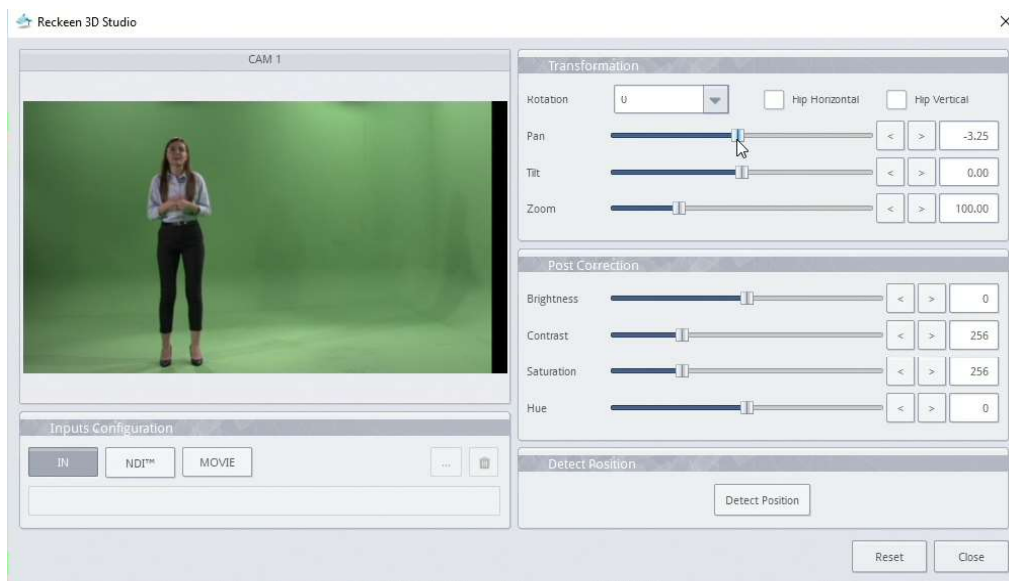 Reckeen 3D Studio
CAM 1
Transformation
Rotation 0 Flip Horizontal Flip Vertical
Pan < > -3.25
Tilt < > 0.00
Zoom < > 100.00
Post Correction
Brightness < > 0
Contrast < > 256
Saturation < > 256
Hue < > 0
Inputs Configuration
IN NDI™ MOVIE ...
Detect Position
Detect Position
Reset Close